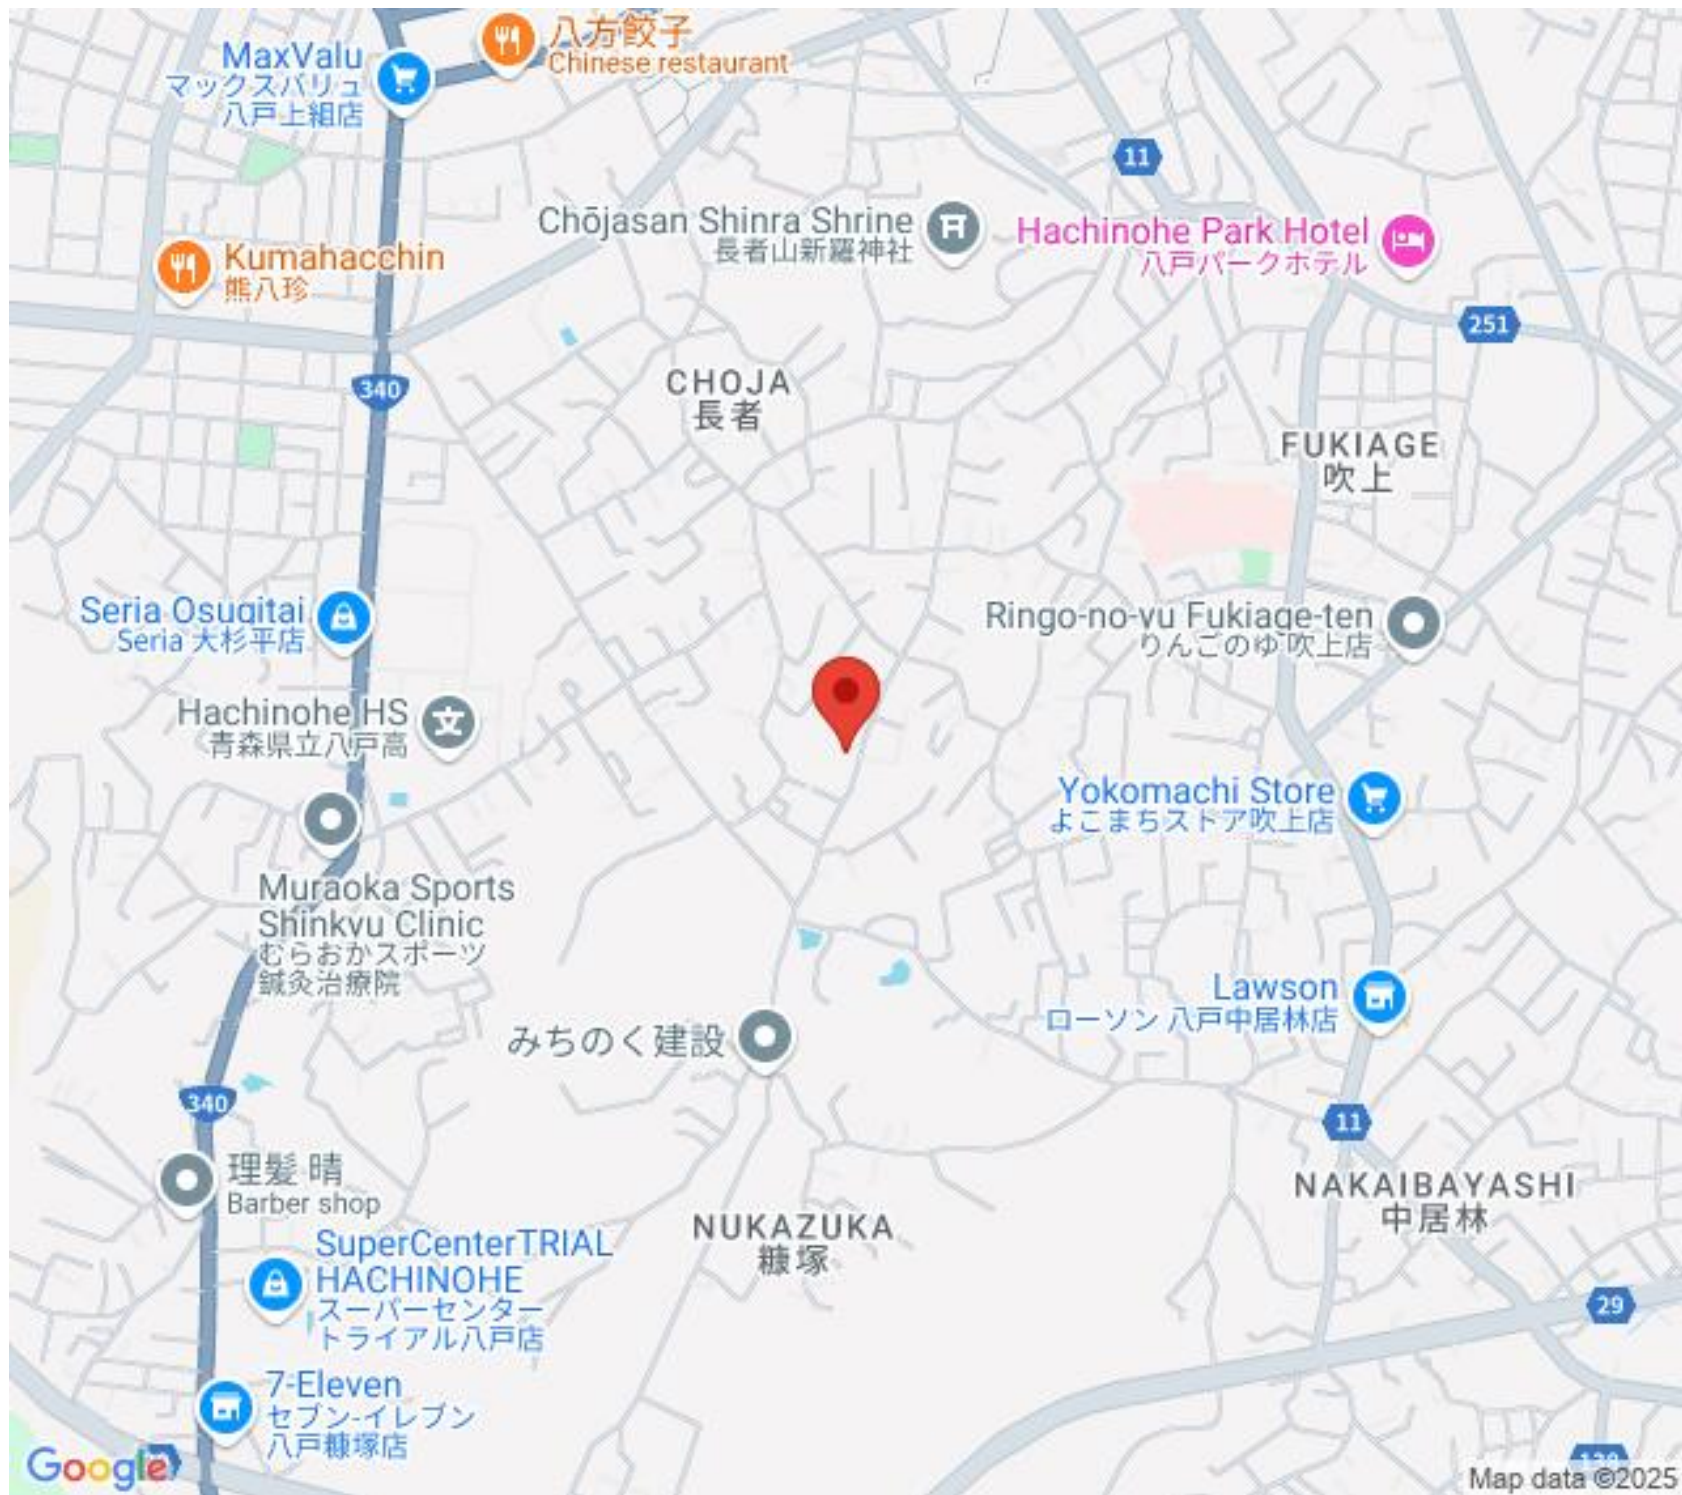 八方餃子
Chinese restaurant
MaxValu
マックスバリュ
八戸上組店
11
Chōjasan Shinra Shrine
長者山新羅神社
Hachinohe Park Hotel
八戸パークホテル
Kumahacchin
熊八珍
251
340
CHOJA
長者
FUKIAGE
吹上
Seria Osugitai
Seria 大杉平店
Ringo-no-yu Fukiage-ten
りんごのゆ 吹上店
Hachinohe HS
青森県立八戸高
Yokomachi Store
よこまちストア吹上店
Muraoka Sports
Shinkyu Clinic
むらおかスポーツ
鍼灸治療院
Lawson
ローソン 八戸中居林店
みちのく建設
340
11
理髪 晴
Barber shop
NAKAIBAYASHI
中居林
NUKAZUKA
糠塚
SuperCenterTRIAL
HACHINOHE
スーパーセンター
トライアル八戸店
29
7-Eleven
セブン-イレブン
八戸糠塚店
Google
Map data ©2025